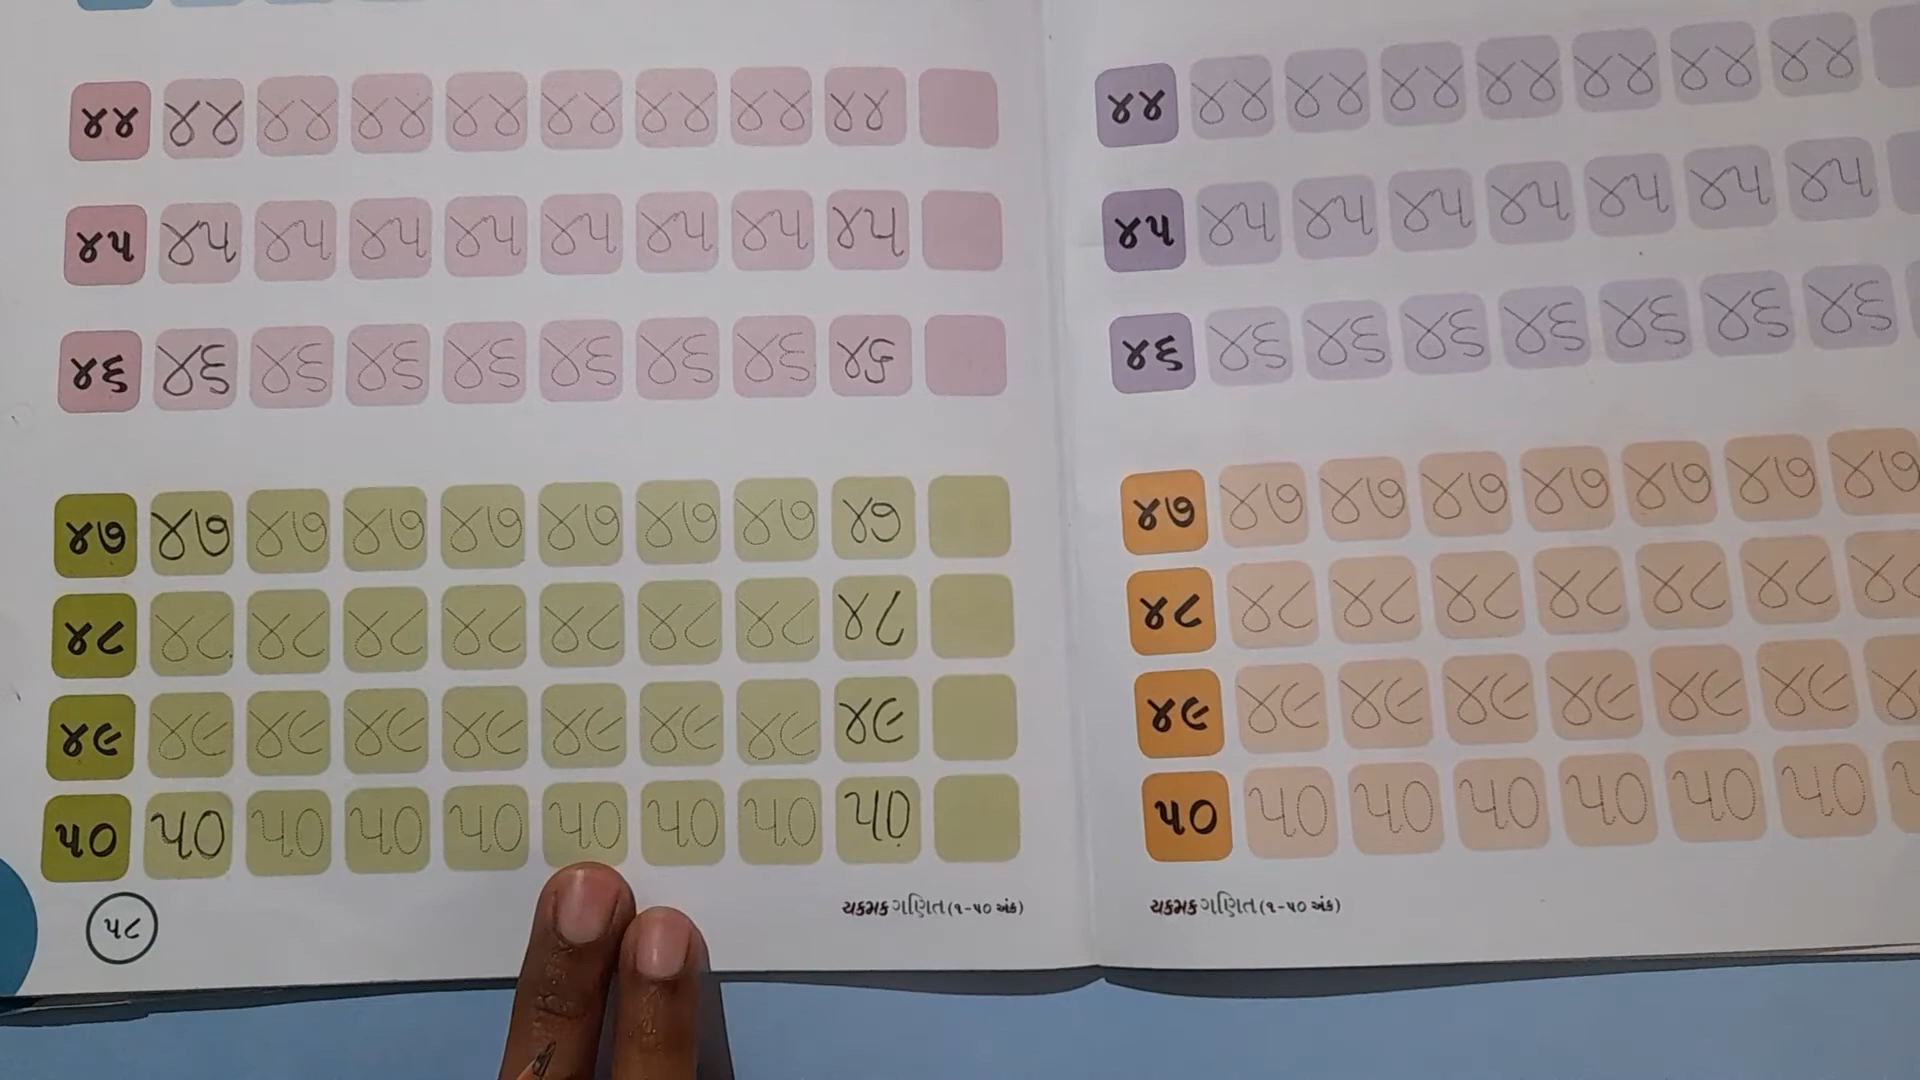 ૪૪ ૪૪ ૪૪ ૪૪ ૪૪ ૪૪ ૪૪ ૪૪ ૪૪
૪૫ ૪૫ ૪૫ ૪૫ ૪૫ ૪૫ ૪૫ ૪૫ ૪૫
૪૬ ૪૬ ૪૬ ૪૬ ૪૬ ૪૬ ૪૬ ૪૬ ૪૬
૪૭ ૪૭ ૪૭ ૪૭ ૪૭ ૪૭ ૪૭ ૪૭ ૪૭
૪૮ ૪૮ ૪૮ ૪૮ ૪૮ ૪૮ ૪૮ ૪૮ ૪૮
૪૯ ૪૯ ૪૯ ૪૯ ૪૯ ૪૯ ૪૯ ૪૯ ૪૯
૫૦ ૫૦ ૫૦ ૫૦ ૫૦ ૫૦ ૫૦ ૫૦ ૫૦
૫૮
ચકમક ગણિત (૧-૫૦ અંક)
૪૪ ૪૪ ૪૪ ૪૪ ૪૪ ૪૪ ૪૪ ૪૪
૪૫ ૪૫ ૪૫ ૪૫ ૪૫ ૪૫ ૪૫ ૪૫
૪૬ ૪૬ ૪૬ ૪૬ ૪૬ ૪૬ ૪૬ ૪૬
૪૭ ૪૭ ૪૭ ૪૭ ૪૭ ૪૭ ૪૭ ૪૭
૪૮ ૪૮ ૪૮ ૪૮ ૪૮ ૪૮ ૪૮ ૪૮
૪૯ ૪૯ ૪૯ ૪૯ ૪૯ ૪૯ ૪૯
૫૦ ૫૦ ૫૦ ૫૦ ૫૦ ૫૦ ૫૦
ચકમક ગણિત (૧-૫૦ અંક)